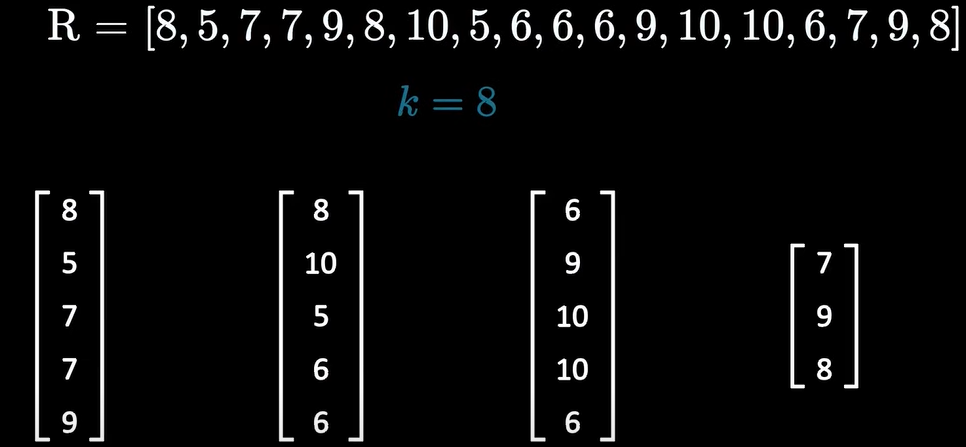 R = [8, 5, 7, 7, 9, 8, 10, 5, 6, 6, 6, 9, 10, 10, 6, 7, 9, 8]
k = 8
8 8 6
5 10 9 7
7 5 10 9
7 6 10 8
9 6 6